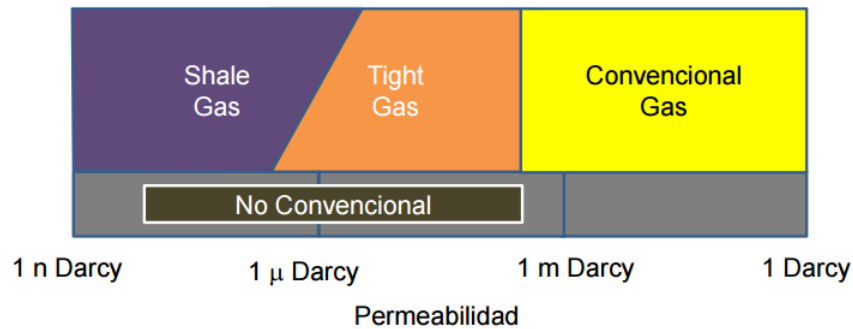 Shale
Gas
Tight
Gas
Convencional
Gas
No Convencional
1 n Darcy
1 μ Darcy
1 m Darcy
1 Darcy
Permeabilidad